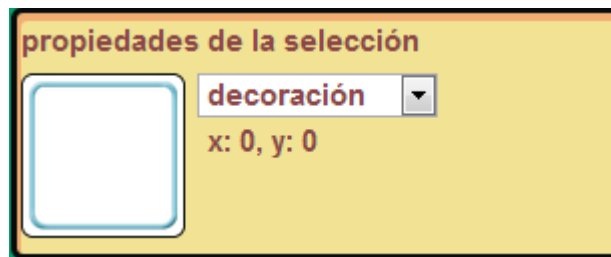 propiedades de la selección
decoración
x: 0, y: 0